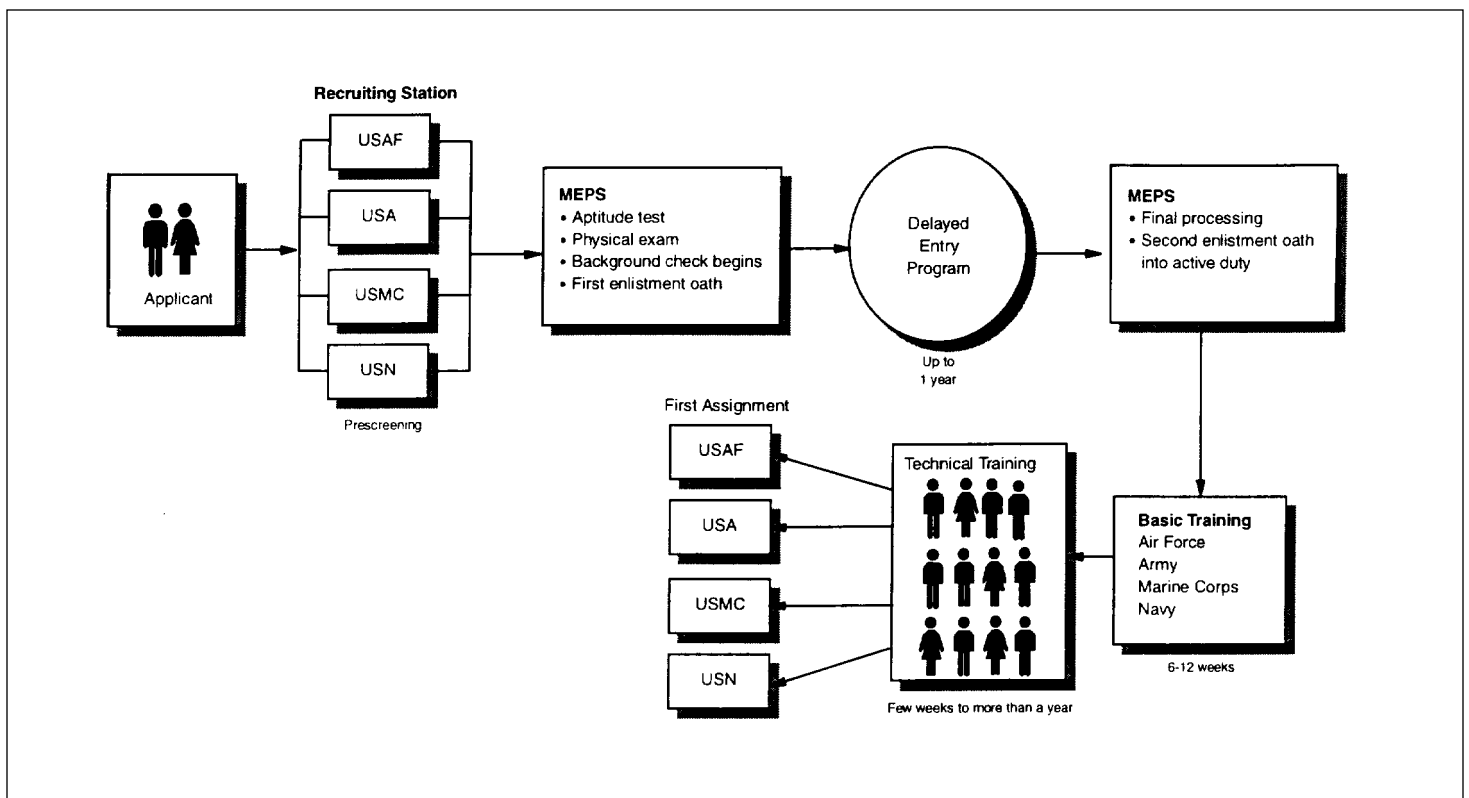 Recruiting Station
USAF
USA
USMC
USN
Prescreening
Applicant
MEPS
• Aptitude test
• Physical exam
• Background check begins
• First enlistment oath
Delayed
Entry
Program
Up to
1 year
MEPS
• Final processing
• Second enlistment oath
into active duty
Basic Training
Air Force
Army
Marine Corps
Navy
6-12 weeks
Technical Training
Few weeks to more than a year
First Assignment
USAF
USA
USMC
USN